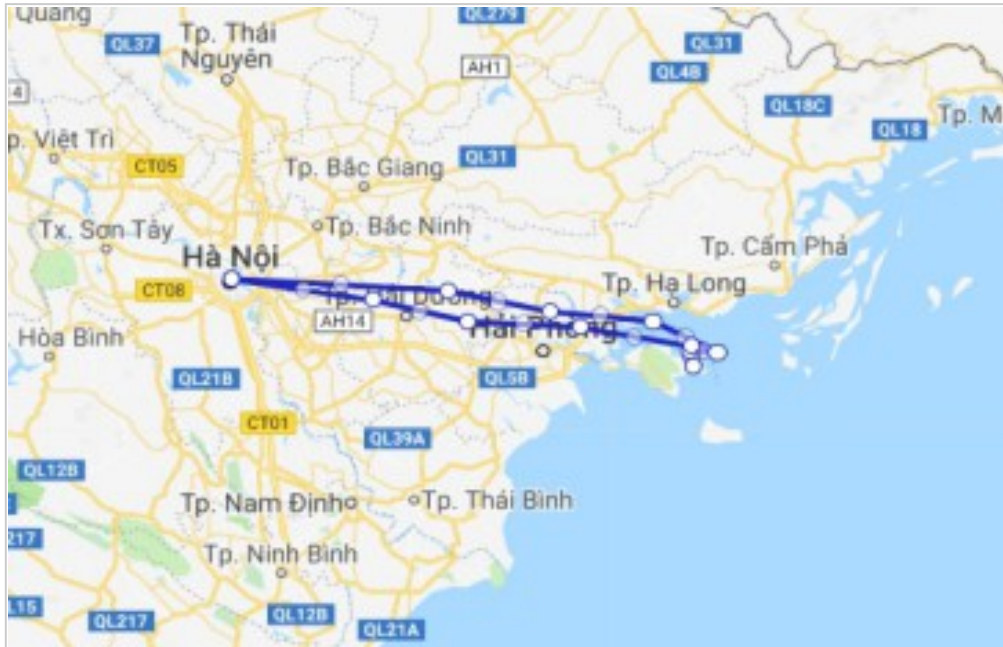 Quang
QL279
QL31
QL37
Tp. Thái
Nguyên
AH1
QL4B
QL18C
QL18
p. Việt Trì
CT05
Tp. Bắc Giang
QL31
Tx. Sơn Tây
Tp. Bắc Ninh
Hà Nội
Tp. Cẩm Phả
CT08
Tp. Hạ Long
AH14
Hải Phòng
Hòa Bình
QL21B
QL5B
CT01
QL39A
QL12B
Tp. Nam Định
Tp. Thái Bình
217
Tp. Ninh Bình
L15
QL217
QL12B
QL21A